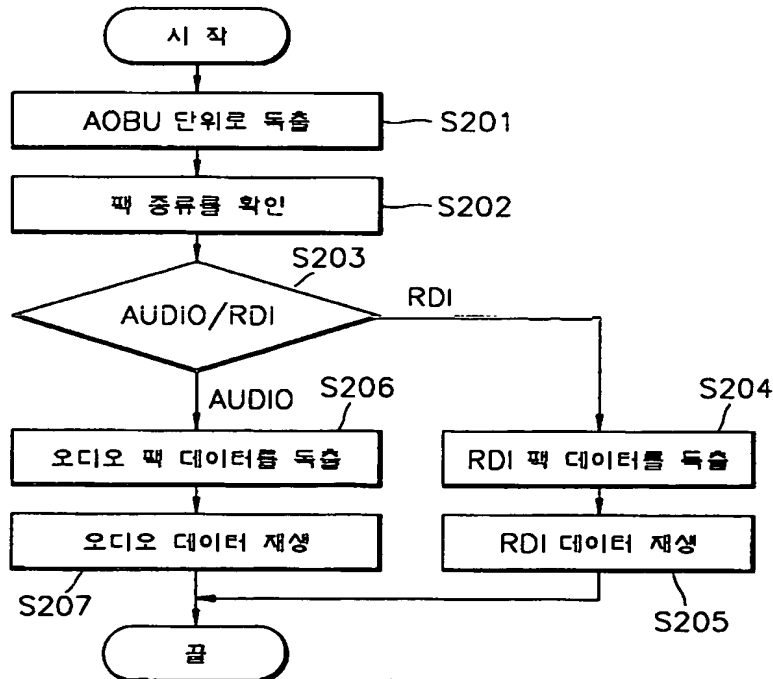 시 작
AOBU 단위로 독출
S201
팩 종류를 확인
S202
S203
AUDIO/RDI
RDI
AUDIO
S206
S204
오디오 팩 데이터를 독출
RDI 팩 데이터를 독출
오디오 데이터 재생
RDI 데이터 재생
S207
S205
끝